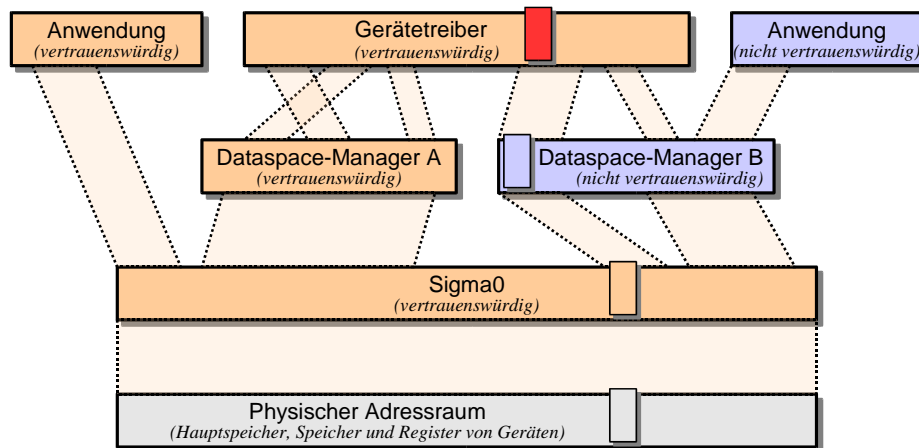 Anwendung
(vertrauenswürdig)
Gerätetreiber
(vertrauenswürdig)
Anwendung
(nicht vertrauenswürdig)
Dataspace-Manager A
(vertrauenswürdig)
Dataspace-Manager B
(nicht vertrauenswürdig)
Sigma0
(vertrauenswürdig)
Physischer Adressraum
(Hauptspeicher, Speicher und Register von Geräten)